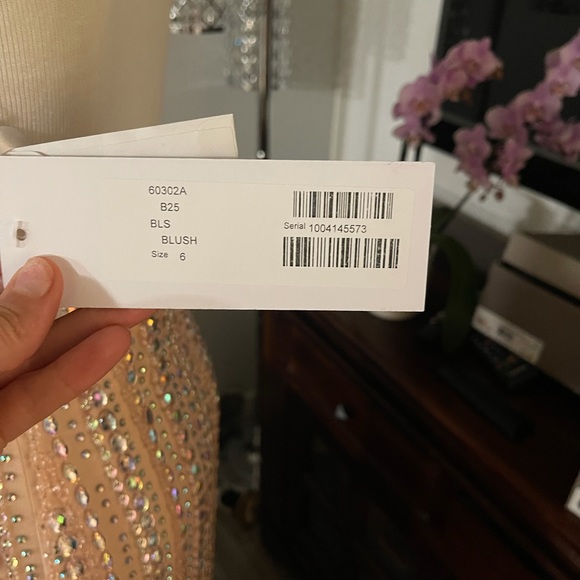 60302A
B25
BLS
BLUSH
Size 6
Serial 1004145573